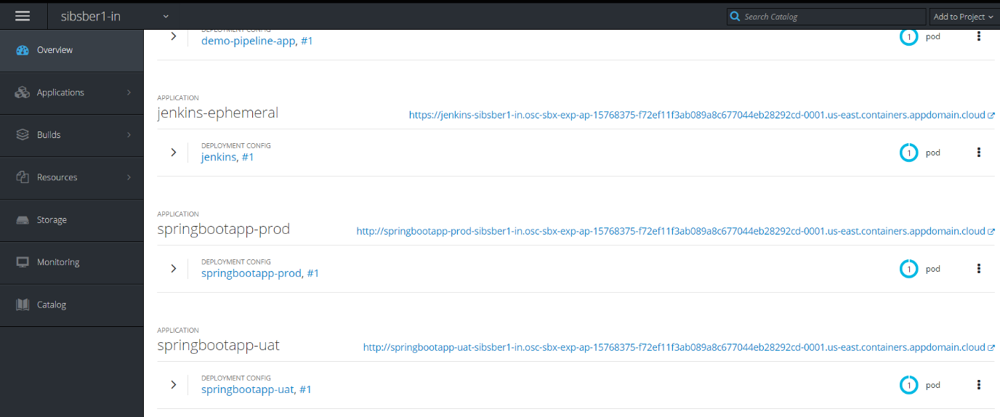 sibsber1-in
Search Catalog
Add to Project
Overview
Applications
Builds
Resources
Storage
Monitoring
Catalog
DEPLOYMENT CONFIG
demo-pipeline-app, #1
1 pod
APPLICATION
jenkins-ephemeral
https://jenkins-sibsber1-in.osc-sbx-exp-ap-15768375-f72ef11f3ab089a8c677044eb28292cd-0001.us-east.containers.appdomain.cloud
DEPLOYMENT CONFIG
jenkins, #1
1 pod
APPLICATION
springbootapp-prod
http://springbootapp-prod-sibsber1-in.osc-sbx-exp-ap-15768375-f72ef11f3ab089a8c677044eb28292cd-0001.us-east.containers.appdomain.cloud
DEPLOYMENT CONFIG
springbootapp-prod, #1
1 pod
APPLICATION
springbootapp-uat
http://springbootapp-uat-sibsber1-in.osc-sbx-exp-ap-15768375-f72ef11f3ab089a8c677044eb28292cd-0001.us-east.containers.appdomain.cloud
DEPLOYMENT CONFIG
springbootapp-uat, #1
1 pod